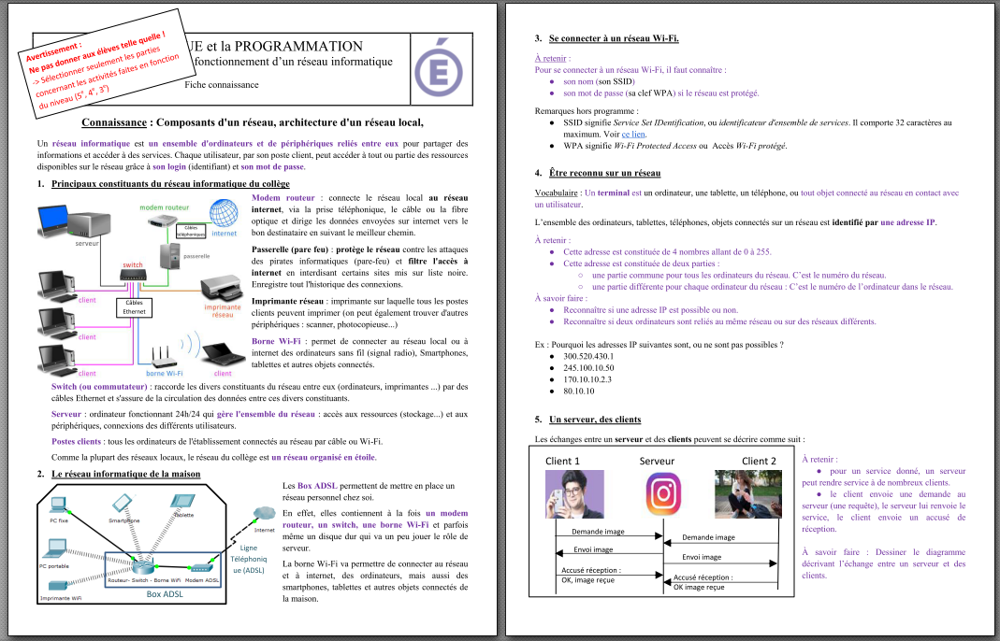 Avertissement :
Ne pas donner aux élèves telle quelle !
-> Sélectionner seulement les parties
concernant les activités faites en fonction
du niveau (5e, 4e, 3e)
UE et la PROGRAMMATION
fonctionnement d’un réseau informatique
Fiche connaissance
Connaissance : Composants d'un réseau, architecture d'un réseau local,
Un réseau informatique est un ensemble d'ordinateurs et de périphériques reliés entre eux pour partager des
informations et accéder à des services. Chaque utilisateur, par son poste client, peut accéder à tout ou partie des ressources
disponibles sur le réseau grâce à son login (identifiant) et son mot de passe.
1. Principaux constituants du réseau informatique du collège
modem routeur
Câbles
téléphoniques
internet
serveur
passerelle
switch
client
Câbles
Ethernet
imprimante
réseau
client
client
borne Wi-Fi
client
Modem routeur : connecte le réseau local au réseau
internet, via la prise téléphonique, le câble ou la fibre
optique et dirige les données envoyées sur internet vers le
bon destinataire en suivant le meilleur chemin.
Passerelle (pare feu) : protège le réseau contre les attaques
des pirates informatiques (pare-feu) et filtre l'accès à
internet en interdisant certains sites mis sur liste noire.
Enregistre tout l'historique des connexions.
Imprimante réseau : imprimante sur laquelle tous les postes
clients peuvent imprimer (on peut également trouver d'autres
périphériques : scanner, photocopieuse...)
Borne Wi-Fi : permet de connecter au réseau local ou à
internet des ordinateurs sans fil (signal radio), Smartphones,
tablettes et autres objets connectés.
Switch (ou commutateur) : raccorde les divers constituants du réseau entre eux (ordinateurs, imprimantes ...) par des
câbles Ethernet et s'assure de la circulation des données entre ces divers constituants.
Serveur : ordinateur fonctionnant 24h/24 qui gère l'ensemble du réseau : accès aux ressources (stockage...) et aux
périphériques, connexions des différents utilisateurs.
Postes clients : tous les ordinateurs de l'établissement connectés au réseau par câble ou Wi-Fi.
Comme la plupart des réseaux locaux, le réseau du collège est un réseau organisé en étoile.
2. Le réseau informatique de la maison
PC fixe
Smartphone
Tablette
Internet
PC portable
Ligne
Téléphoniq
ue (ADSL)
Routeur- Switch - Borne WiFi
Modem ADSL
Imprimante WiFi
Box ADSL
Les Box ADSL permettent de mettre en place un
réseau personnel chez soi.
En effet, elles contiennent à la fois un modem
routeur, un switch, une borne Wi-Fi et parfois
même un disque dur qui va un peu jouer le rôle de
serveur.
La borne Wi-Fi va permettre de connecter au réseau
et à internet, des ordinateurs, mais aussi des
smartphones, tablettes et autres objets connectés de
la maison.
3. Se connecter à un réseau Wi-Fi.
À retenir :
Pour se connecter à un réseau Wi-Fi, il faut connaître :
● son nom (son SSID)
● son mot de passe (sa clef WPA) si le réseau est protégé.
Remarques hors programme :
● SSID signifie Service Set IDentification, ou identificateur d'ensemble de services. Il comporte 32 caractères au
maximum. Voir ce lien.
● WPA signifie Wi-Fi Protected Access ou Accès Wi-Fi protégé.
4. Être reconnu sur un réseau
Vocabulaire : Un terminal est un ordinateur, une tablette, un téléphone, ou tout objet connecté au réseau en contact avec
un utilisateur.
L’ensemble des ordinateurs, tablettes, téléphones, objets connectés sur un réseau est identifié par une adresse IP.
À retenir :
● Cette adresse est constituée de 4 nombres allant de 0 à 255.
● Cette adresse est constituée de deux parties :
○ une partie commune pour tous les ordinateurs du réseau. C’est le numéro du réseau.
○ une partie différente pour chaque ordinateur du réseau : C’est le numéro de l’ordinateur dans le réseau.
À savoir faire :
● Reconnaître si une adresse IP est possible ou non.
● Reconnaître si deux ordinateurs sont reliés au même réseau ou sur des réseaux différents.
Ex : Pourquoi les adresses IP suivantes sont, ou ne sont pas possibles ?
● 300.520.430.1
● 245.100.10.50
● 170.10.10.2.3
● 80.10.10
5. Un serveur, des clients
Les échanges entre un serveur et des clients peuvent se décrire comme suit :
Client 1
Serveur
Client 2
Demande image
Demande image
Envoi image
Envoi image
Accusé réception :
OK, image reçue
Accusé réception :
OK image reçue
À retenir :
● pour un service donné, un serveur
peut rendre service à de nombreux clients.
● le client envoie une demande au
serveur (une requête), le serveur lui renvoie le
service, le client envoie un accusé de
réception.
À savoir faire : Dessiner le diagramme
décrivant l’échange entre un serveur et des
clients.